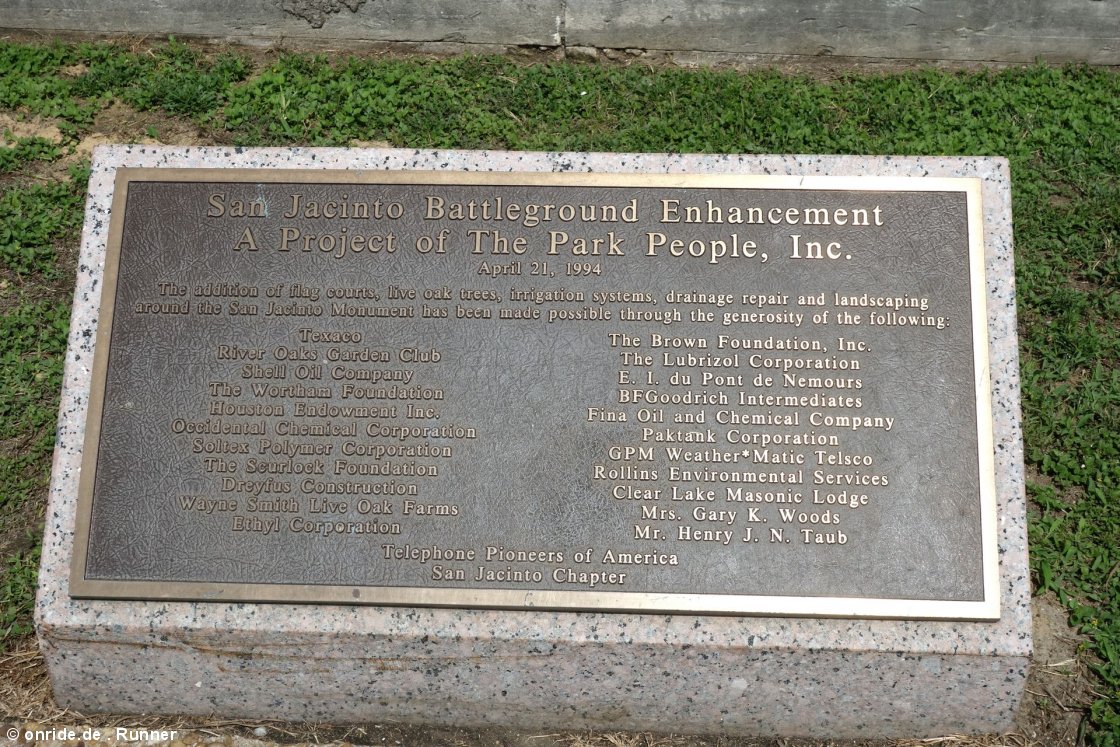 San Jacinto Battleground Enhancement
A Project of The Park People, Inc.
April 21, 1994
The addition of flag courts, live oak trees, irrigation systems, drainage repair and landscaping
around the San Jacinto Monument has been made possible through the generosity of the following:
Texaco
River Oaks Garden Club
Shell Oil Company
The Wortham Foundation
Houston Endowment Inc.
Occidental Chemical Corporation
Soltex Polymer Corporation
The Scurlock Foundation
Dreyfus Construction
Wayne Smith Live Oak Farms
Ethyl Corporation
The Brown Foundation, Inc.
The Lubrizol Corporation
E. I. du Pont de Nemours
BFGoodrich Intermediates
Fina Oil and Chemical Company
Paktank Corporation
GPM Weather*Matic Telsco
Rollins Environmental Services
Clear Lake Masonic Lodge
Mrs. Gary K. Woods
Mr. Henry J. N. Taub
Telephone Pioneers of America
San Jacinto Chapter
© onride.de . Runner